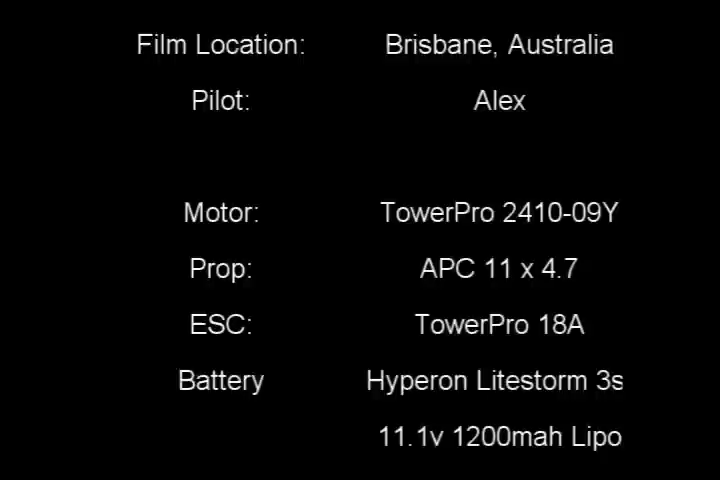 Film Location: Brisbane, Australia
Pilot: Alex
Motor: TowerPro 2410-09Y
Prop: APC 11 x 4.7
ESC: TowerPro 18A
Battery Hyperon Litestorm 3s
11.1v 1200mah Lipo